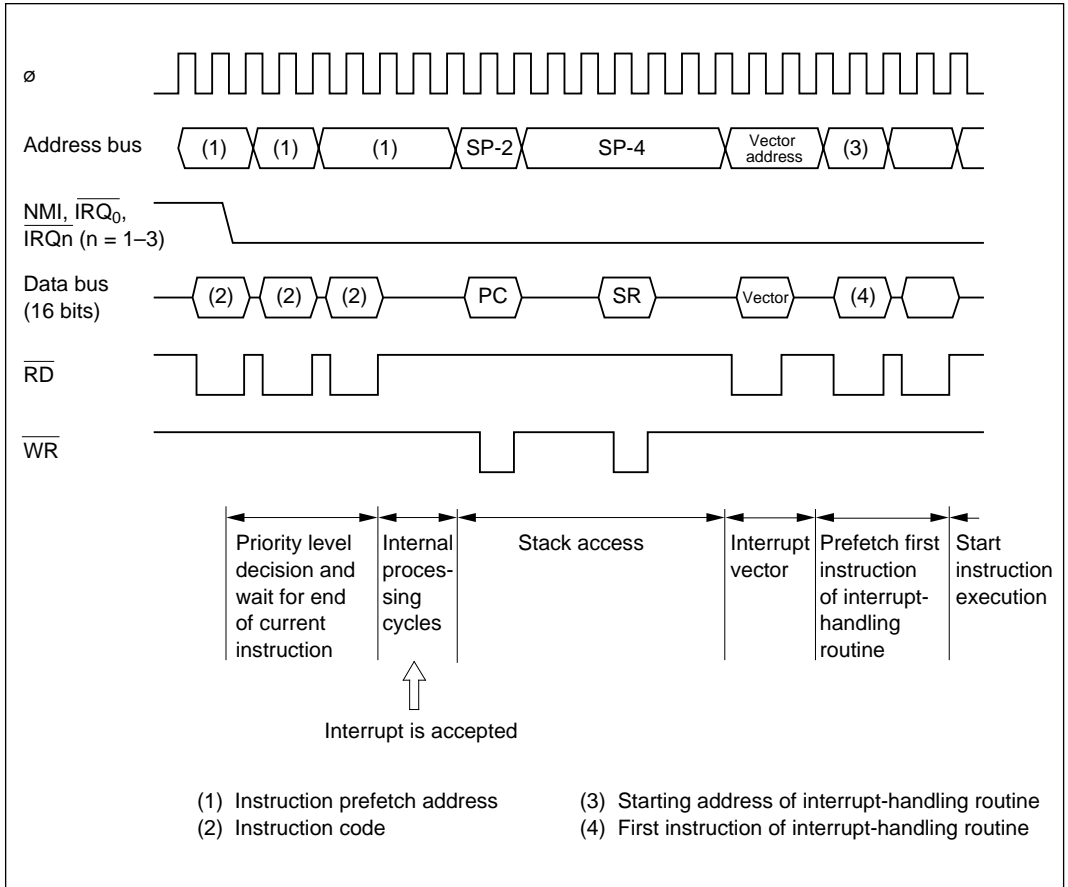 ø
Address bus
(1) (1) (1) SP-2 SP-4 Vector address (3)
NMI, IRQ0,
IRQn (n = 1–3)
Data bus
(16 bits)
(2) (2) (2) PC SR Vector (4)
RD
WR
Priority level
decision and
wait for end
of current
instruction
Internal
proces-
sing
cycles
Stack access
Interrupt
vector
Prefetch first
instruction
of interrupt-
handling
routine
Start
instruction
execution
Interrupt is accepted
(1) Instruction prefetch address
(2) Instruction code
(3) Starting address of interrupt-handling routine
(4) First instruction of interrupt-handling routine